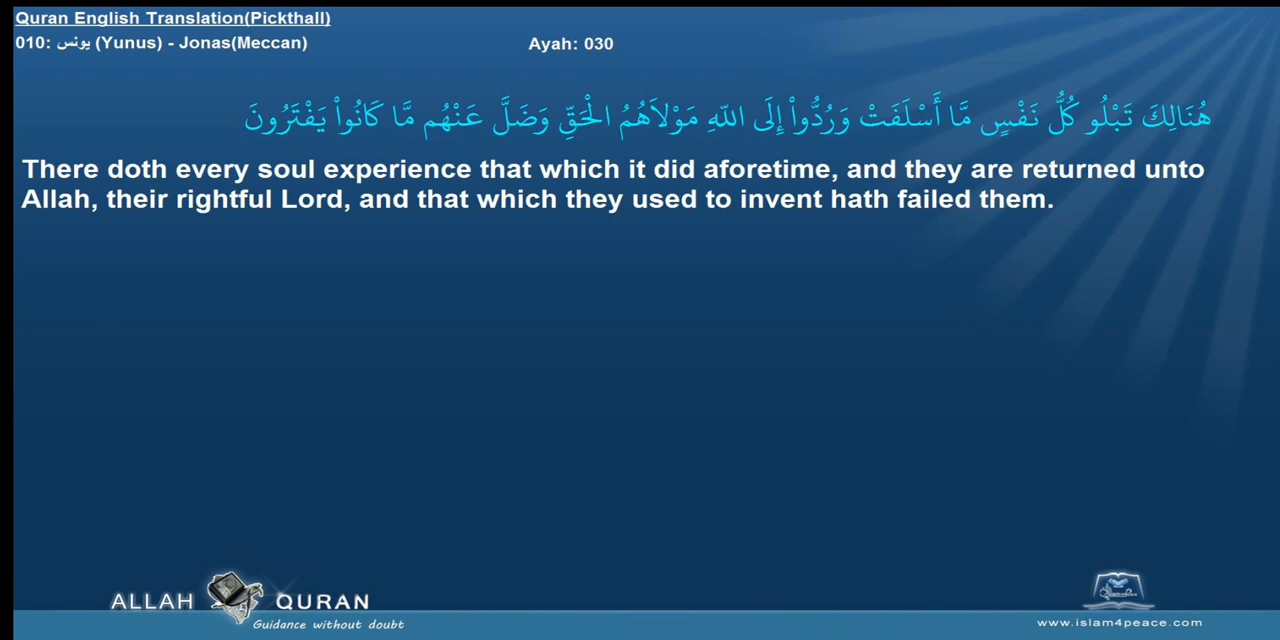 Quran English Translation(Pickthall)
010: يونس (Yunus) - Jonas(Meccan)
Ayah: 030
هُنَالِكَ تَبْلُو كُلُّ نَفْسٍ مَّا أَسْلَفَتْ وَرُدُّواْ إِلَى اللّهِ مَوْلاَهُمُ الْحَقِّ وَضَلَّ عَنْهُم مَّا كَانُواْ يَفْتَرُونَ
There doth every soul experience that which it did aforetime, and they are returned unto
Allah, their rightful Lord, and that which they used to invent hath failed them.
ALLAH QURAN
Guidance without doubt
www.islam4peace.com